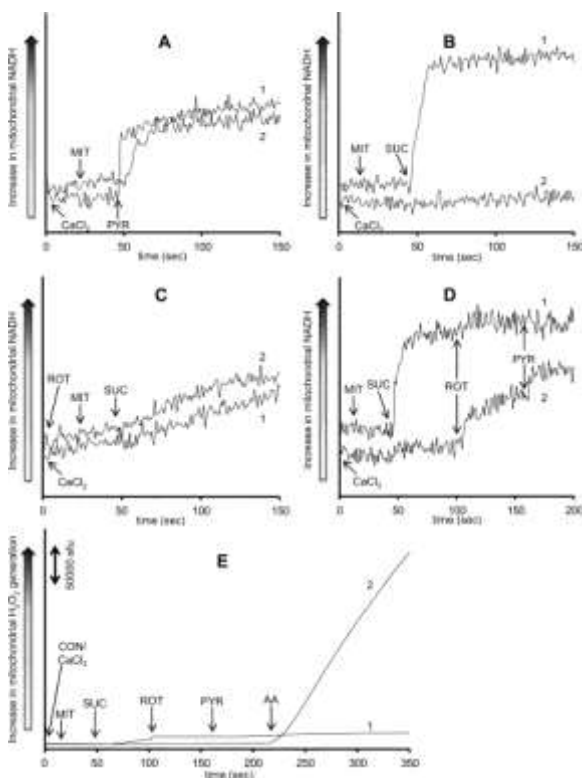 A
Increase in mitochondrial NADH
MIT
1
2
CaCl2
PYR
0
50
100
150
time (sec)
B
Increase in mitochondrial NADH
MIT
SUC
1
2
CaCl2
0
50
100
150
time (sec)
C
Increase in mitochondrial NADH
ROT
MIT
SUC
2
1
CaCl2
0
50
100
150
time (sec)
D
Increase in mitochondrial NADH
MIT
SUC
1
ROT
PYR
2
CaCl2
0
50
100
150
200
time (sec)
E
Increase in mitochondrial H2O2 generation
50000 afu
CON/
CaCl2
MIT
SUC
ROT
PYR
AA
2
1
0
50
100
150
200
250
300
350
time (sec)